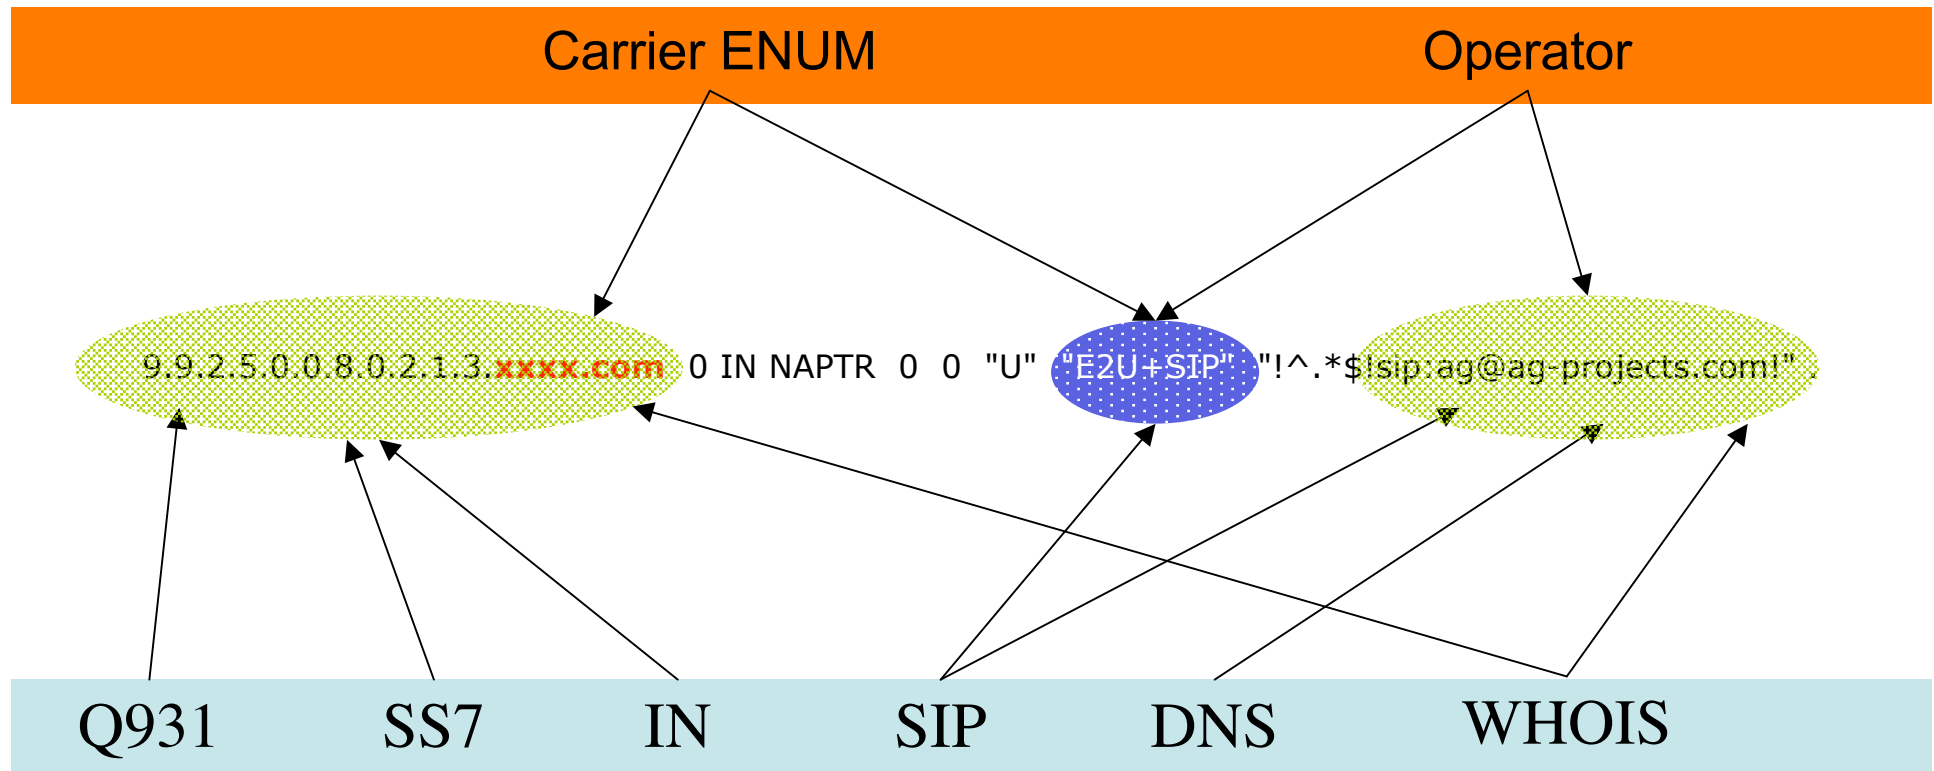 Carrier ENUM Operator
9.9.2.5.0.0.8.0.2.1.3.xxxx.com 0 IN NAPTR 0 0 "U" "E2U+SIP" "!^.*$!sip:ag@ag-projects.com!" .
Q931 SS7 IN SIP DNS WHOIS